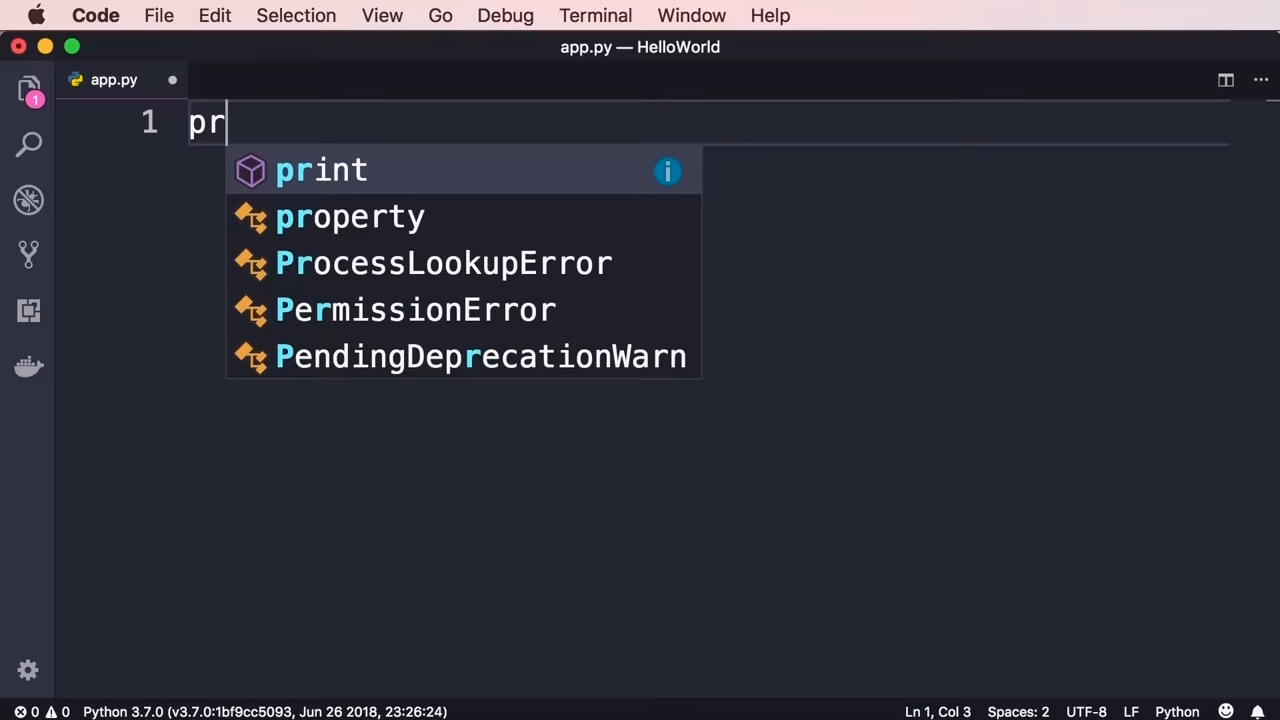 Code File Edit Selection View Go Debug Terminal Window Help
app.py — HelloWorld
app.py
1
1 pr
print
property
ProcessLookupError
PermissionError
PendingDeprecationWarn
0 0 Python 3.7.0 (v3.7.0:1bf9cc5093, Jun 26 2018, 23:26:24) Ln 1, Col 3 Spaces: 2 UTF-8 LF Python